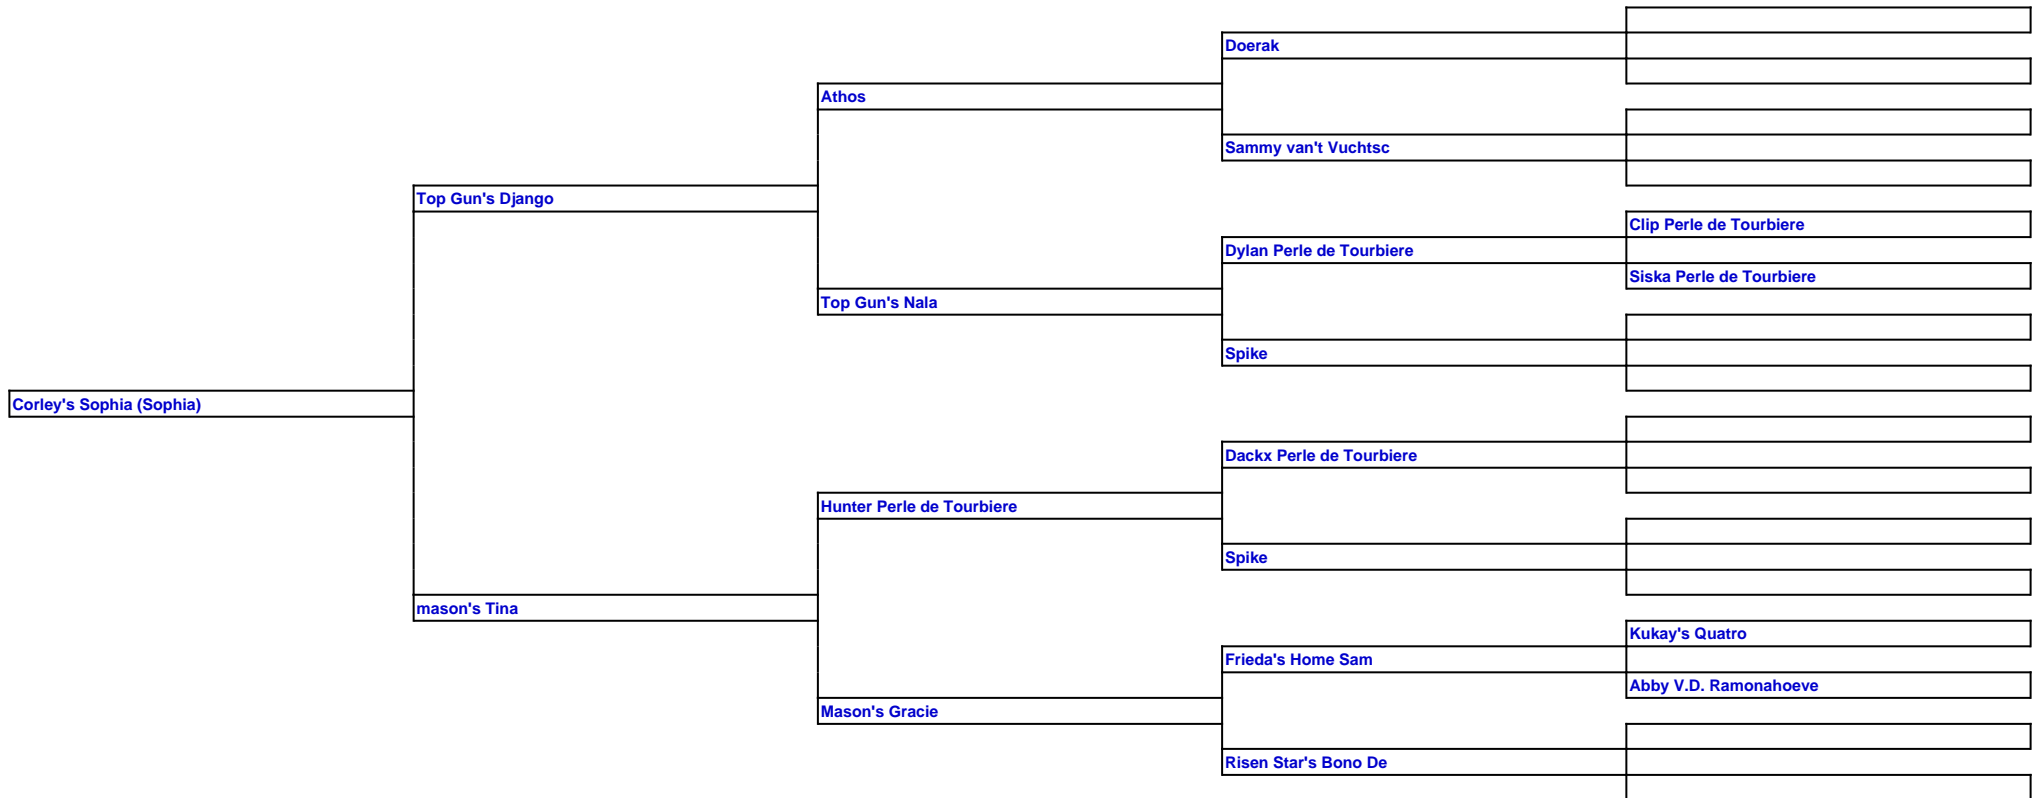 Doerak
Athos
Sammy van't Vuchtsc
Top Gun's Django
Clip Perle de Tourbiere
Dylan Perle de Tourbiere
Siska Perle de Tourbiere
Top Gun's Nala
Spike
Corley's Sophia (Sophia)
Dackx Perle de Tourbiere
Hunter Perle de Tourbiere
Spike
mason's Tina
Kukay's Quatro
Frieda's Home Sam
Abby V.D. Ramonahoeve
Mason's Gracie
Risen Star's Bono De